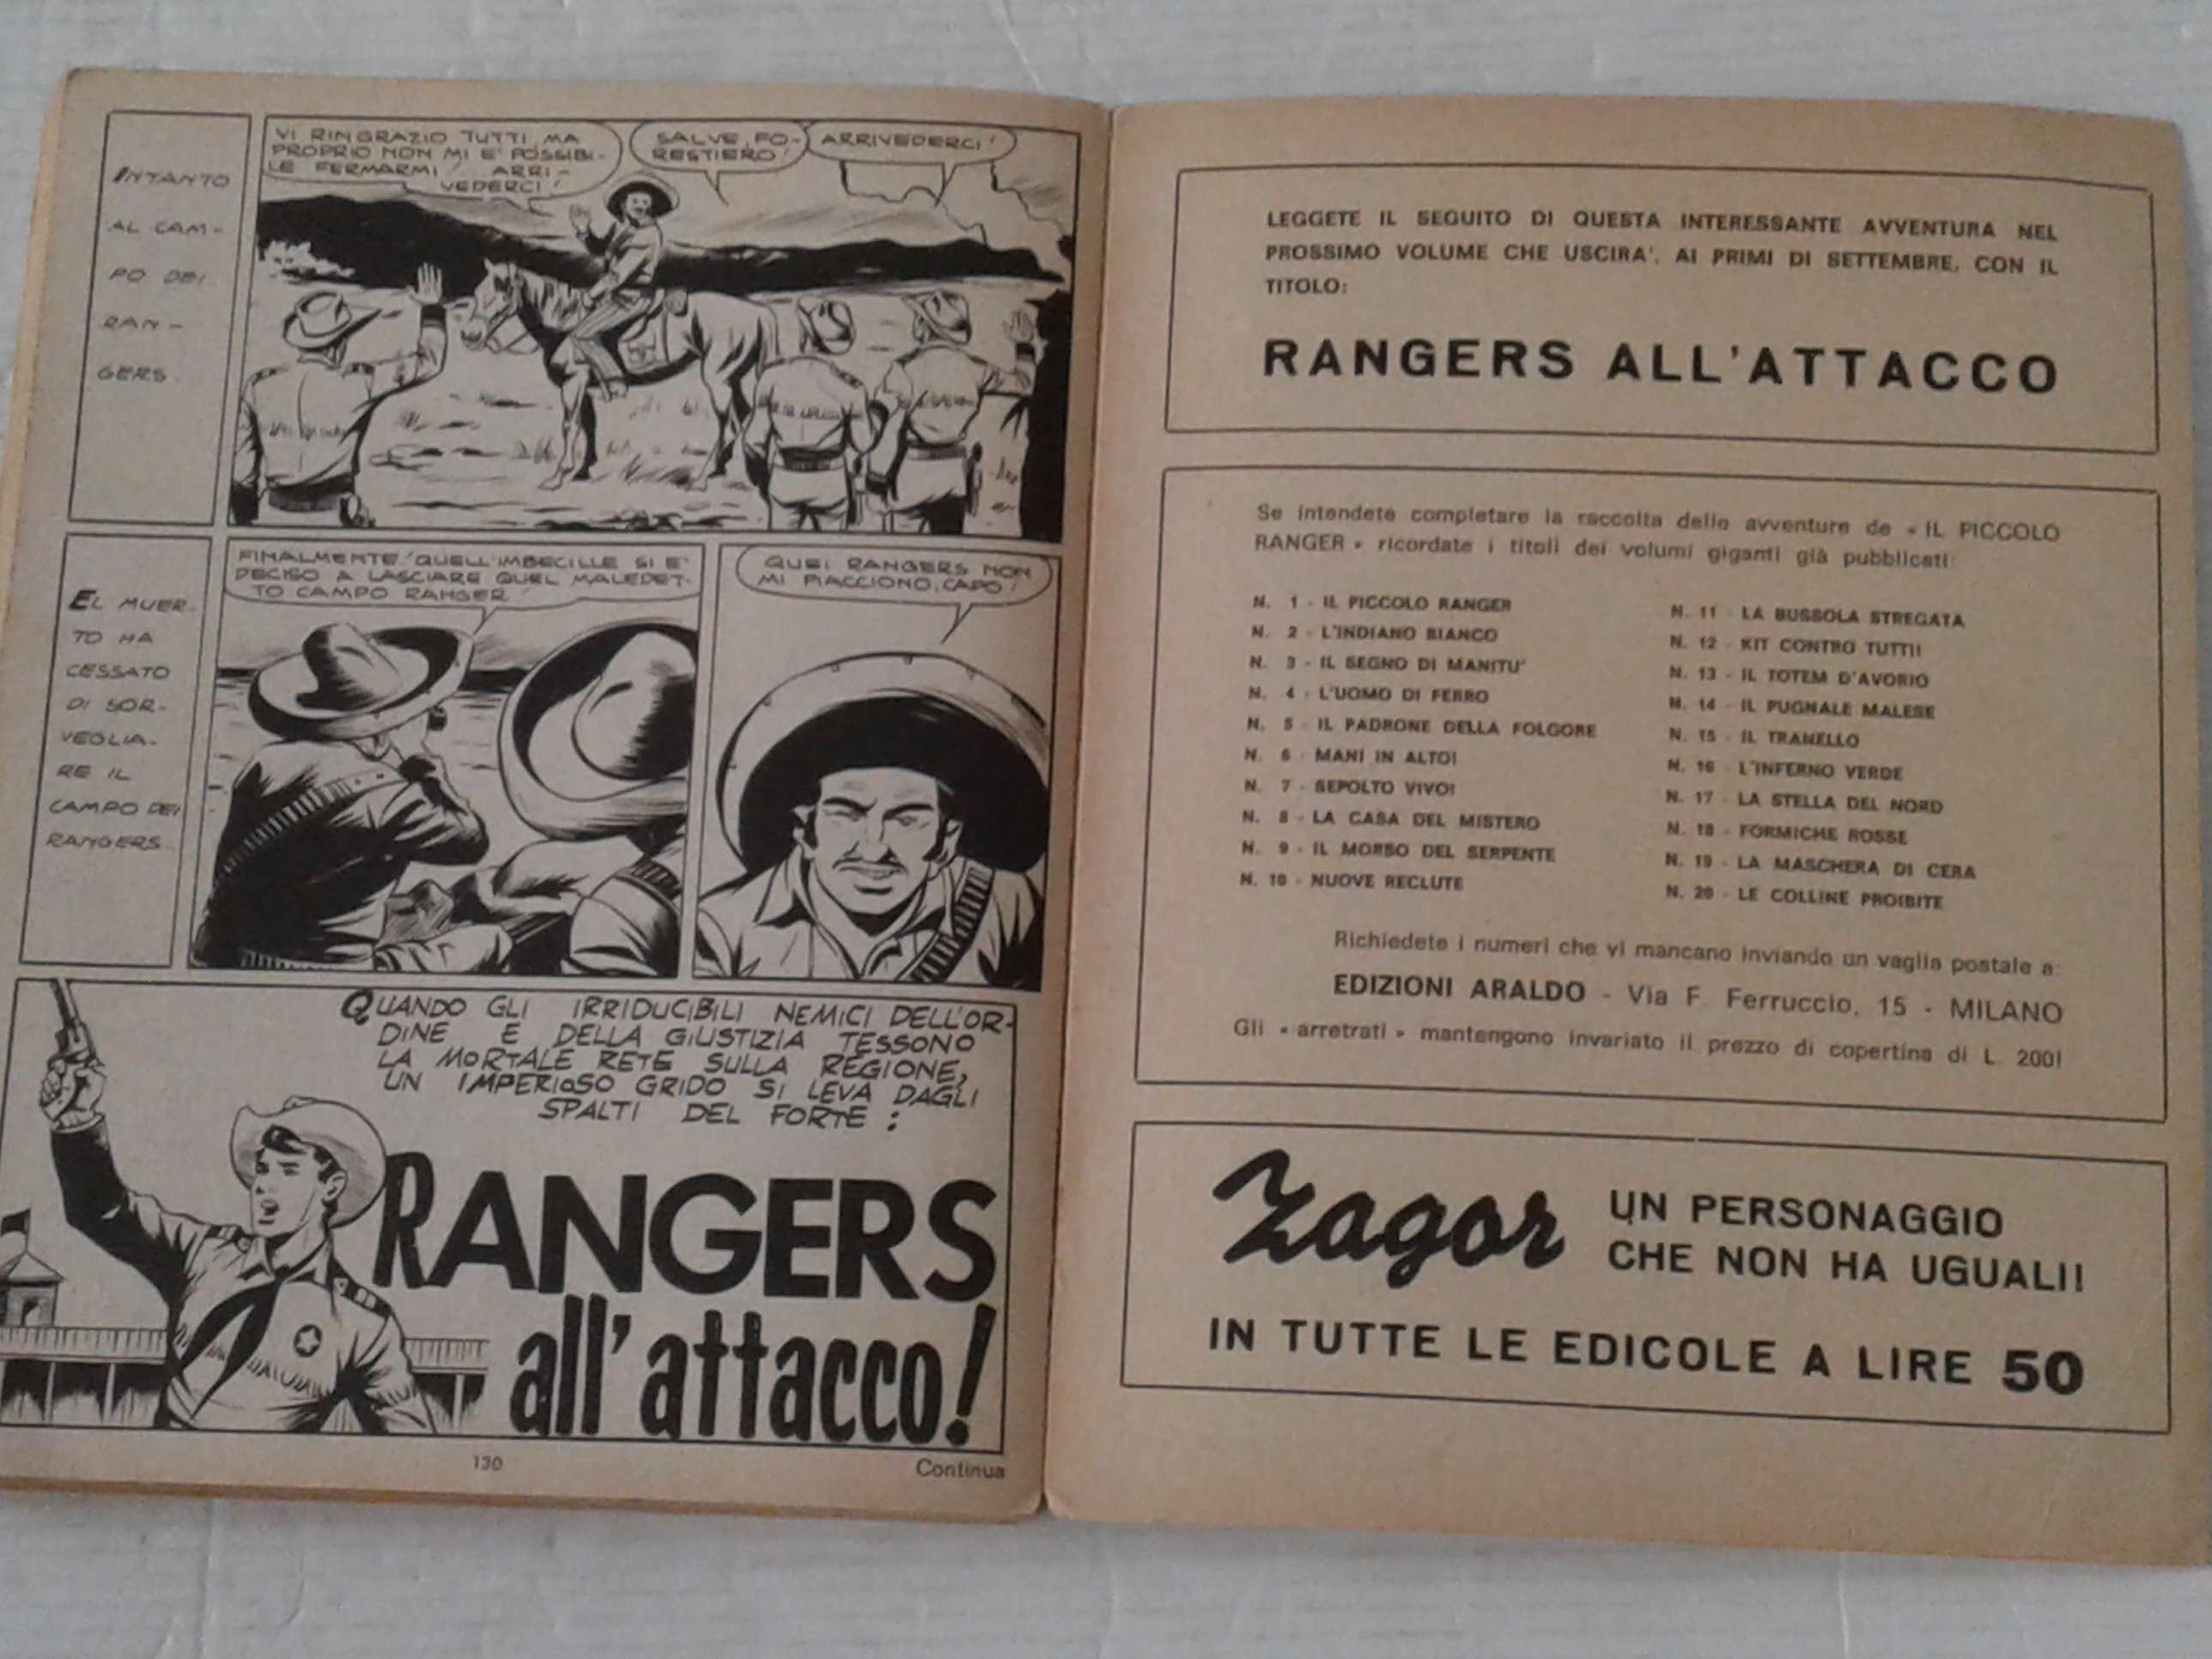 INTANTO
AL CAM-
PO DEI
RAN-
GERS
VI RINGRAZIO TUTTI, MA
PROPRIO NON MI E' POSSIBI-
LE FERMARMI! ARRI-
VEDERCI!
SALVE, FO-
RESTIERO!
ARRIVEDERCI!
EL MUER-
TO HA
CESSATO
DI SOR-
VEGLIA-
RE IL
CAMPO DEI
RANGERS
FINALMENTE! QUELL'IMBECILLE SI E'
DECISO A LASCIARE QUEL MALEDET-
TO CAMPO RANGER!
QUEI RANGERS NON
MI PIACCIONO, CAPO!
QUANDO GLI IRRIDUCIBILI NEMICI DELL'OR-
DINE E DELLA GIUSTIZIA TESSONO
LA MORTALE RETE SULLA REGIONE,
UN IMPERIOSO GRIDO SI LEVA DAGLI
SPALTI DEL FORTE :
RANGERS
all'attacco!
130
Continua
LEGGETE IL SEGUITO DI QUESTA INTERESSANTE AVVENTURA NEL
PROSSIMO VOLUME CHE USCIRA', AI PRIMI DI SETTEMBRE, CON IL
TITOLO:
RANGERS ALL'ATTACCO
Se intendete completare la raccolta delle avventure de « IL PICCOLO
RANGER » ricordate i titoli dei volumi giganti già pubblicati:
N. 1 - IL PICCOLO RANGER
N. 2 - L'INDIANO BIANCO
N. 3 - IL SEGNO DI MANITU'
N. 4 - L'UOMO DI FERRO
N. 5 - IL PADRONE DELLA FOLGORE
N. 6 - MANI IN ALTO!
N. 7 - SEPOLTO VIVO!
N. 8 - LA CASA DEL MISTERO
N. 9 - IL MORSO DEL SERPENTE
N. 10 - NUOVE RECLUTE
N. 11 - LA BUSSOLA STREGATA
N. 12 - KIT CONTRO TUTTI!
N. 13 - IL TOTEM D'AVORIO
N. 14 - IL PUGNALE MALESE
N. 15 - IL TRANELLO
N. 16 - L'INFERNO VERDE
N. 17 - LA STELLA DEL NORD
N. 18 - FORMICHE ROSSE
N. 19 - LA MASCHERA DI CERA
N. 20 - LE COLLINE PROIBITE
Richiedete i numeri che vi mancano inviando un vaglia postale a:
EDIZIONI ARALDO - Via F. Ferruccio, 15 - MILANO
Gli « arretrati » mantengono invariato il prezzo di copertina di L. 200!
Zagor UN PERSONAGGIO
CHE NON HA UGUALI!
IN TUTTE LE EDICOLE A LIRE 50